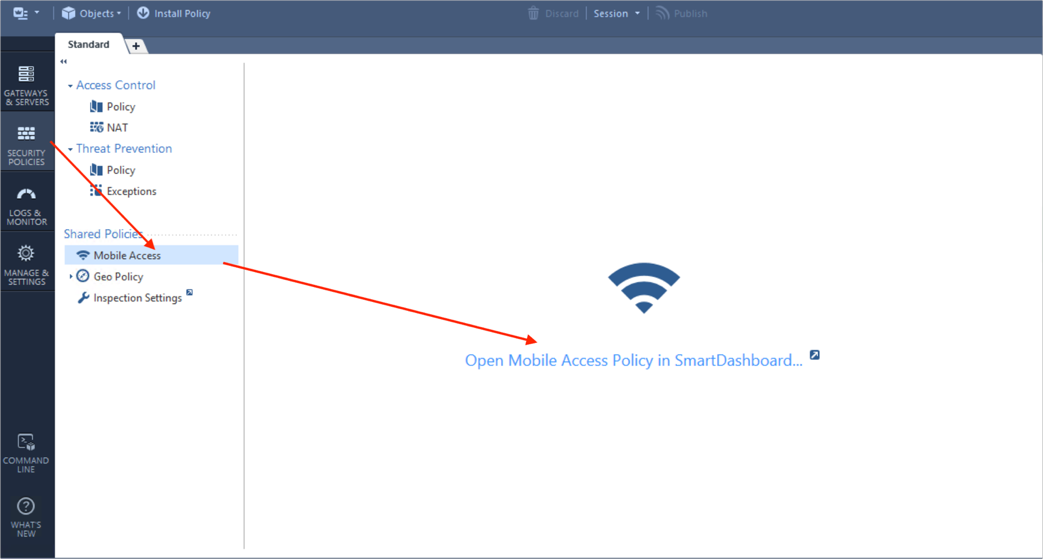 Objects
Install Policy
Discard
Session
Publish
Standard
+
GATEWAYS
& SERVERS
SECURITY
POLICIES
LOGS &
MONITOR
MANAGE &
SETTINGS
COMMAND
LINE
WHAT'S
NEW
Access Control
Policy
NAT
Threat Prevention
Policy
Exceptions
Shared Policies
Mobile Access
Geo Policy
Inspection Settings
Open Mobile Access Policy in SmartDashboard...